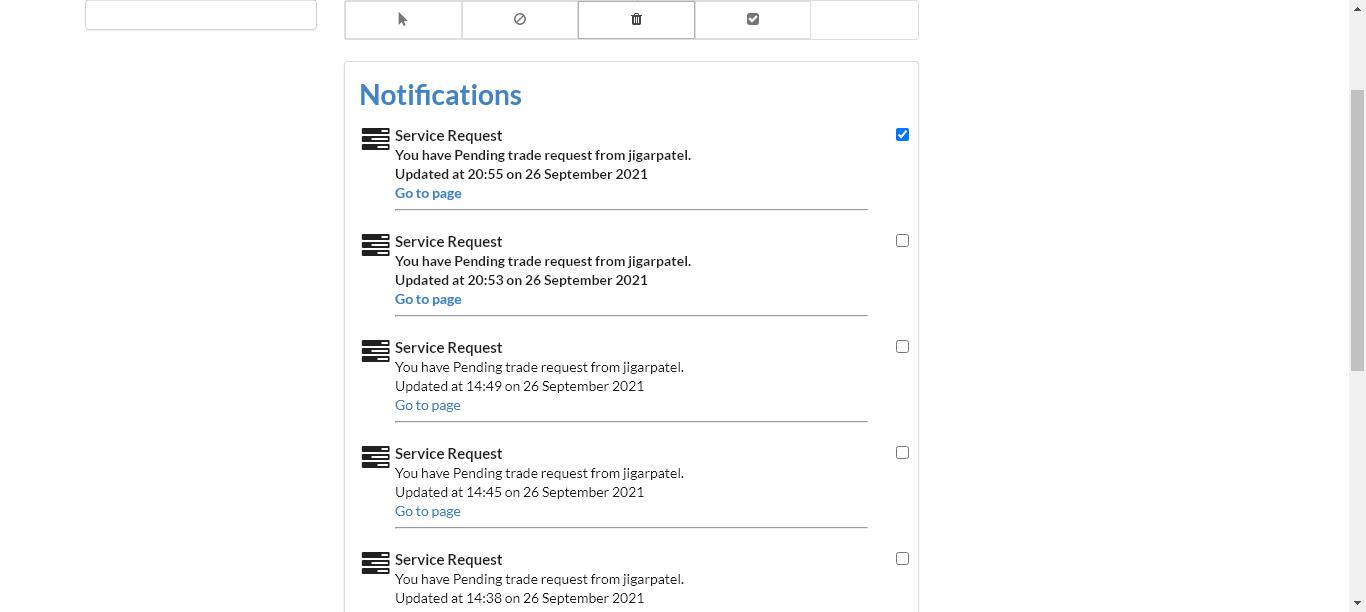 Notifications
Service Request
You have Pending trade request from jigarpatel.
Updated at 20:55 on 26 September 2021
Go to page
Service Request
You have Pending trade request from jigarpatel.
Updated at 20:53 on 26 September 2021
Go to page
Service Request
You have Pending trade request from jigarpatel.
Updated at 14:49 on 26 September 2021
Go to page
Service Request
You have Pending trade request from jigarpatel.
Updated at 14:45 on 26 September 2021
Go to page
Service Request
You have Pending trade request from jigarpatel.
Updated at 14:38 on 26 September 2021